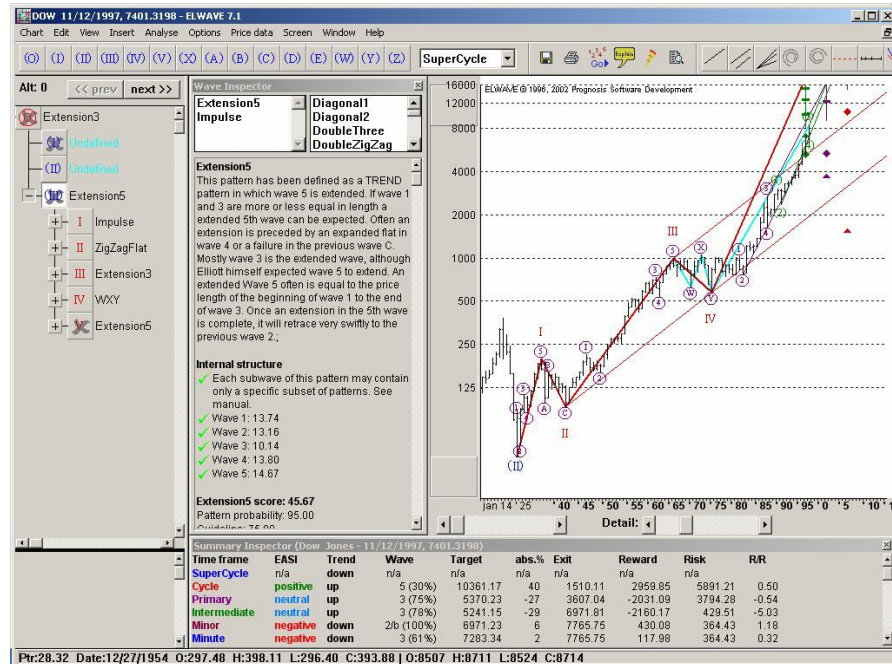 DOW 11/12/1997, 7401.3198 - ELWAVE 7.1
Chart Edit View Insert Analyse Options Price data Screen Window Help
(O) (I) (II) (III) (IV) (V) (X) (A) (B) (C) (D) (E) (W) (Y) (Z) SuperCycle
Alt: 0 << prev next >>
Extension3
Undefined
(II) Undefined
Extension5
I Impulse
II ZigZagFlat
III Extension3
IV WXY
Extension5
Wave Inspector
Extension5
Impulse
Diagonal1
Diagonal2
DoubleThree
DoubleZigZag
Extension5
This pattern has been defined as a TREND
pattern in which wave 5 is extended. If wave 1
and 3 are more or less equal in length a
extended 5th wave can be expected. Often an
extension is preceded by an expanded flat in
wave 4 or a failure in the previous wave C.
Mostly wave 3 is the extended wave, although
Elliott himself expected wave 5 to extend. An
extended Wave 5 often is equal to the price
length of the beginning of wave 1 to the end
of wave 3. Once an extension in the 5th wave
is complete, it will retrace very swiftly to the
previous wave 2.;
Internal structure
Each subwave of this pattern may contain
only a specific subset of patterns. See
manual.
Wave 1: 13.74
Wave 2: 13.16
Wave 3: 10.14
Wave 4: 13.80
Wave 5: 14.67
Extension5 score: 45.67
Pattern probability: 95.00
Guideline: 75.00
ELWAVE © 1996, 2002 Prognosis Software Development
16000
12000
8000
4000
2000
1000
500
250
125
III
I
IV
II
(II)
jan 14 '25 '40 '45 '50 '55 '60 '65 '70 '75 '80 '85 '90 '95 '0 '5 '10
Detail:
Summary Inspector (Dow Jones - 11/12/1997, 7401.3198)
Time frame EASI Trend Wave Target abs.% Exit Reward Risk R/R
SuperCycle n/a down n/a n/a n/a n/a n/a n/a
Cycle positive up 5 (30%) 10361.17 40 1510.11 2959.85 5891.21 0.50
Primary neutral up 3 (75%) 5370.23 -27 3607.04 -2031.09 3794.28 -0.54
Intermediate neutral up 3 (78%) 5241.15 -29 6971.81 -2160.17 429.51 -5.03
Minor negative down 2/b (100%) 6971.23 6 7765.75 430.08 364.43 1.18
Minute negative down 3 (61%) 7283.34 2 7765.75 117.98 364.43 0.32
Ptr:28.32 Date:12/27/1954 O:297.48 H:398.11 L:296.40 C:393.88 | O:8507 H:8711 L:8524 C:8714